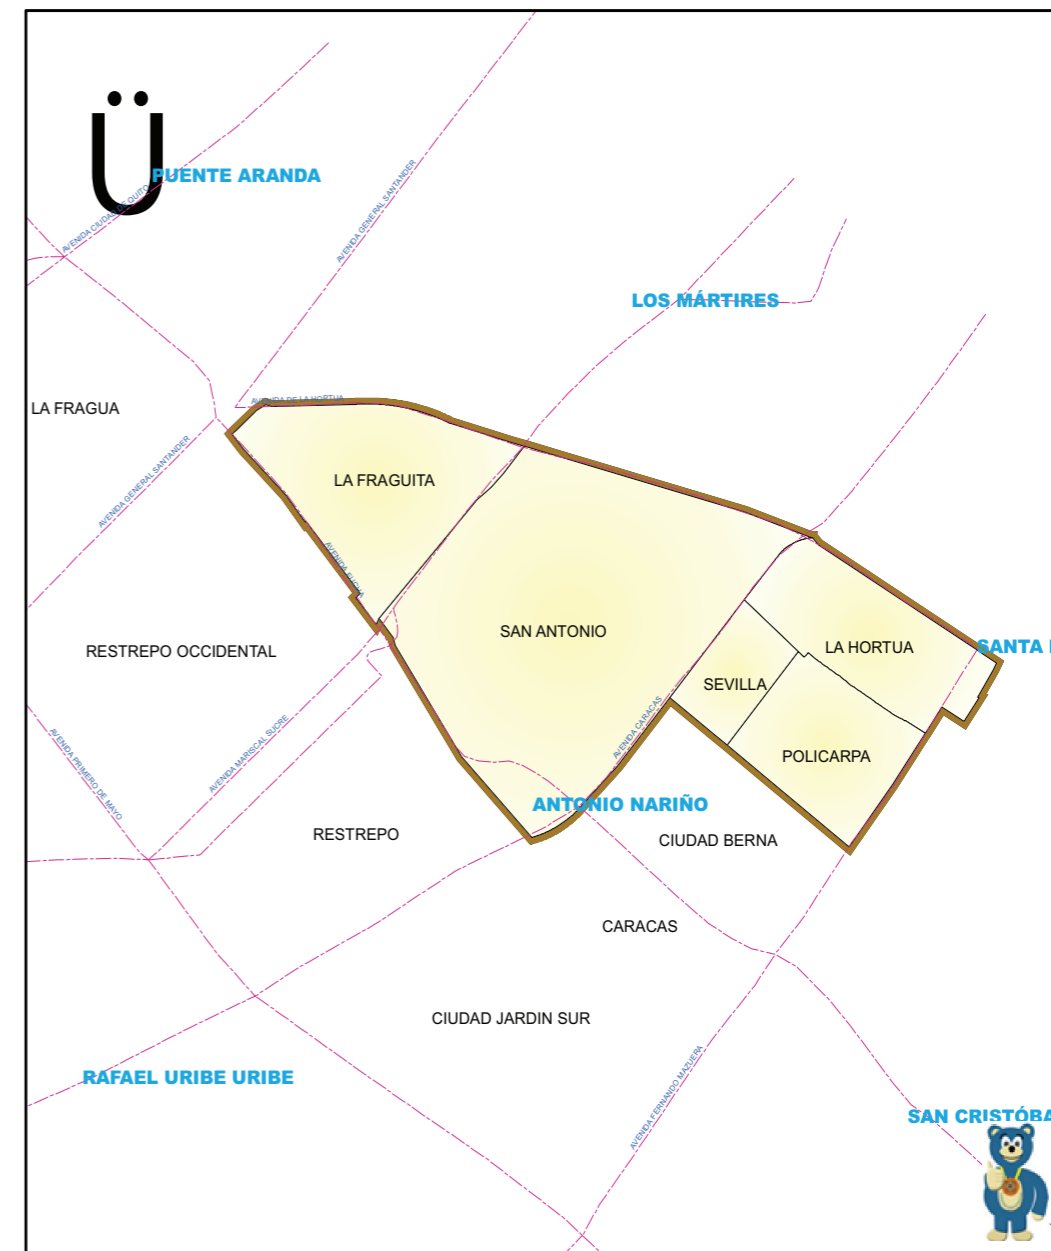 Ü
PUENTE ARANDA
AVENIDA CIUDAD DE QUITO
AVENIDA GENERAL SANTANDER
LOS MÁRTIRES
LA FRAGUA
AVENIDA DE LA HORTUA
AVENIDA GENERAL SANTANDER
LA FRAGUITA
AVENIDA FUCHA
SAN ANTONIO
RESTREPO OCCIDENTAL
LA HORTUA
SANTA
SEVILLA
AVENIDA CARACAS
AVENIDA MARISCAL SUCRE
AVENIDA PRIMERO DE MAYO
POLICARPA
ANTONIO NARIÑO
RESTREPO
CIUDAD BERNA
CARACAS
CIUDAD JARDIN SUR
RAFAEL URIBE URIBE
AVENIDA FERNANDO MAZUERA
SAN CRISTÓBA